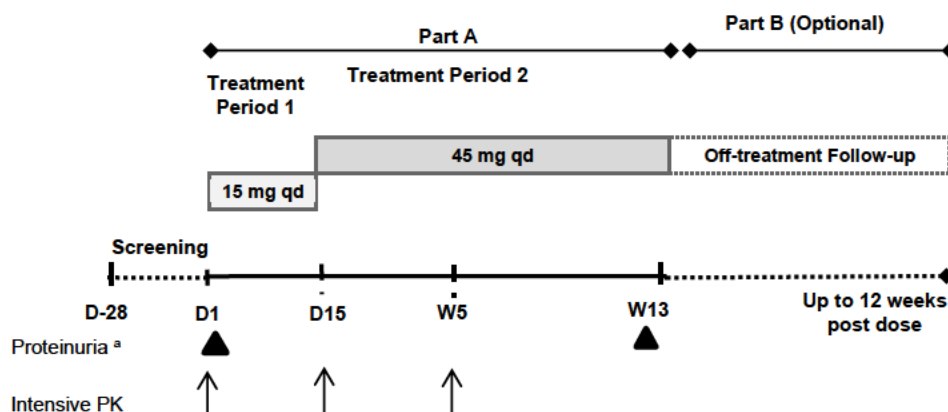 Part A
Part B (Optional)
Treatment Period 1
Treatment Period 2
45 mg qd
Off-treatment Follow-up
15 mg qd
Screening
D-28
D1
D15
W5
W13
Up to 12 weeks
post dose
Proteinuria a
Intensive PK